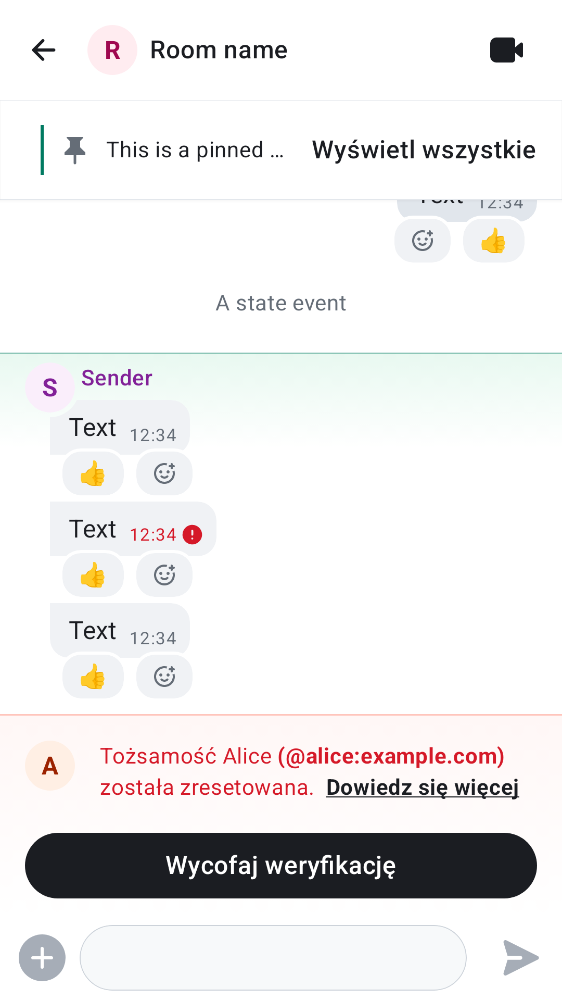 R Room name
This is a pinned … Wyświetl wszystkie
Text 12:34
A state event
S Sender
Text 12:34
Text 12:34
Text 12:34
A Tożsamość Alice (@alice:example.com)
została zresetowana. Dowiedz się więcej
Wycofaj weryfikację